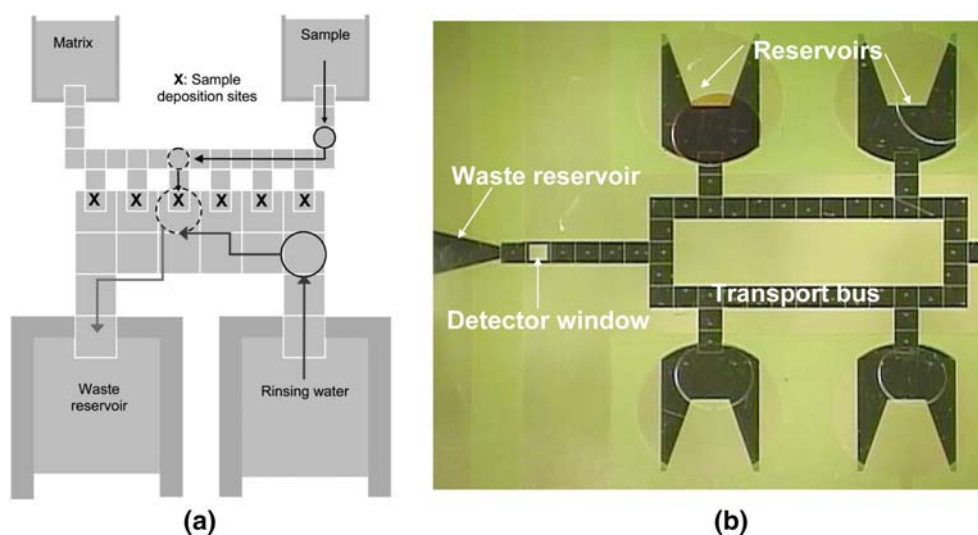 Matrix
Sample
X: Sample
deposition sites
X X X X X X
Waste
reservoir
Rinsing water
(a)
Reservoirs
Waste reservoir
Transport bus
Detector window
(b)